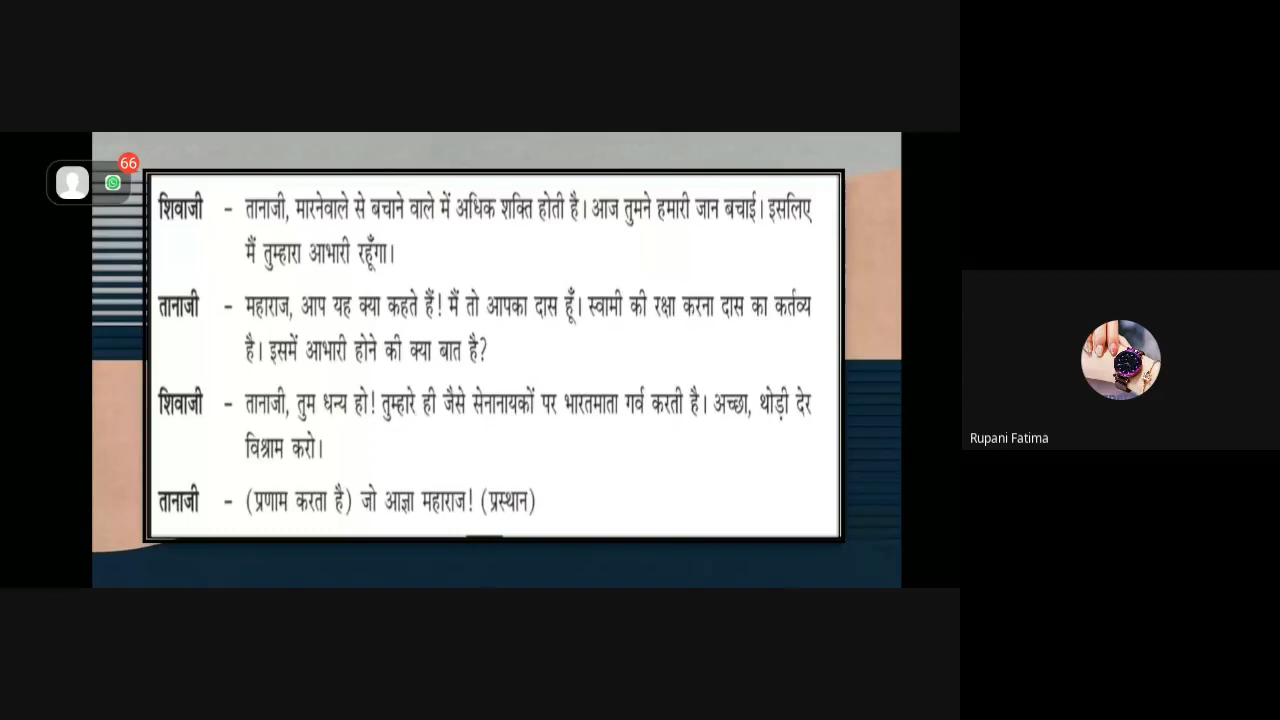 66
शिवाजी - तानाजी, मारनेवाले से बचाने वाले में अधिक शक्ति होती है। आज तुमने हमारी जान बचाई। इसलिए
मैं तुम्हारा आभारी रहूँगा।
तानाजी - महाराज, आप यह क्या कहते हैं! मैं तो आपका दास हूँ। स्वामी की रक्षा करना दास का कर्तव्य
है। इसमें आभारी होने की क्या बात है?
शिवाजी - तानाजी, तुम धन्य हो! तुम्हारे ही जैसे सेनानायकों पर भारतमाता गर्व करती है। अच्छा, थोड़ी देर
विश्राम करो।
तानाजी - (प्रणाम करता है) जो आज्ञा महाराज! (प्रस्थान)
Rupani Fatima